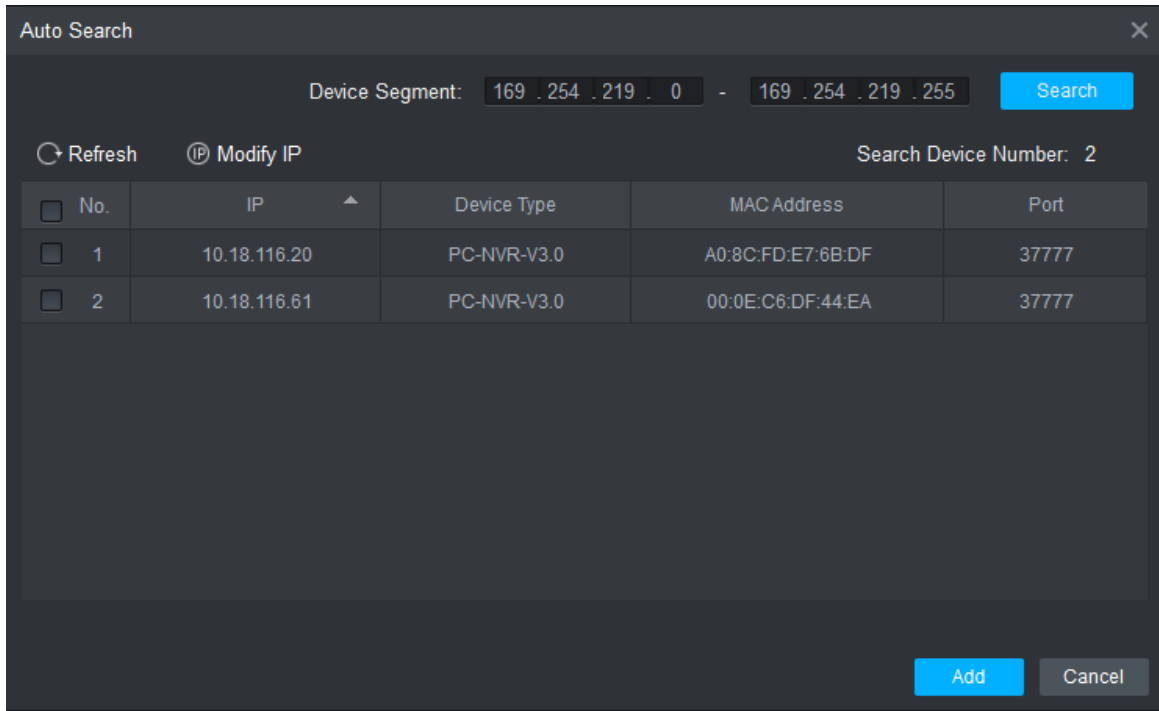 Auto Search
Device Segment: 169 . 254 . 219 . 0 - 169 . 254 . 219 . 255 Search
Refresh IP Modify IP Search Device Number: 2
No. IP Device Type MAC Address Port
1 10.18.116.20 PC-NVR-V3.0 A0:8C:FD:E7:6B:DF 37777
2 10.18.116.61 PC-NVR-V3.0 00:0E:C6:DF:44:EA 37777
Add Cancel